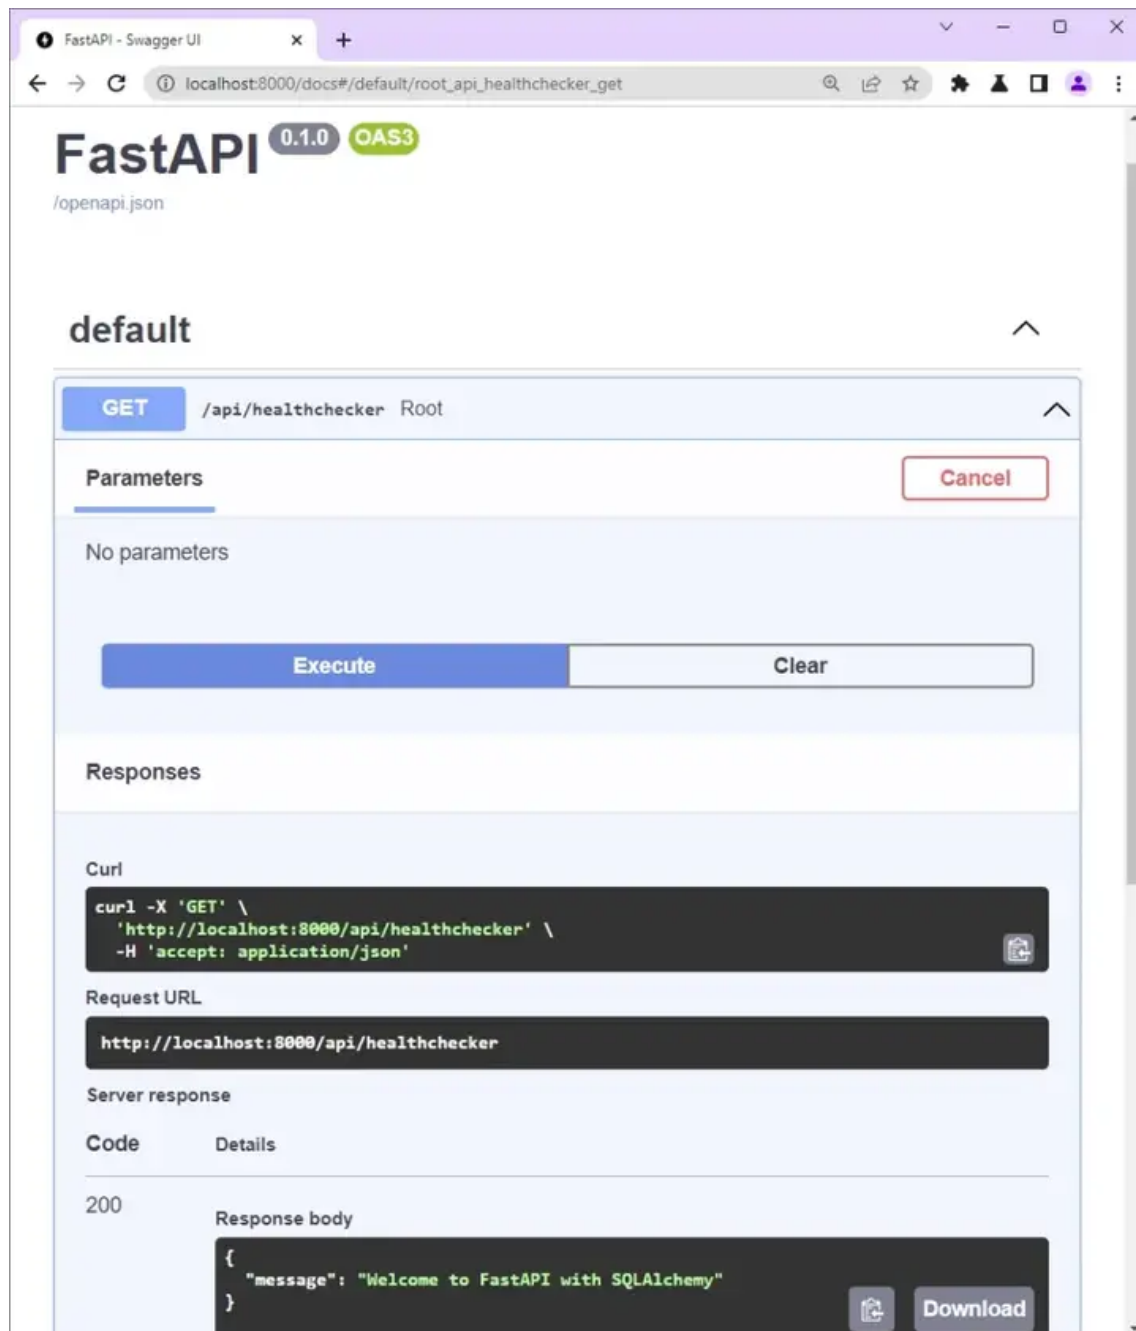 FastAPI - Swagger UI
localhost:8000/docs#/default/root_api_healthchecker_get
FastAPI 0.1.0 OAS3
/openapi.json
default
GET /api/healthchecker Root
Parameters
Cancel
No parameters
Execute
Clear
Responses
Curl
curl -X 'GET' \
'http://localhost:8000/api/healthchecker' \
-H 'accept: application/json'
Request URL
http://localhost:8000/api/healthchecker
Server response
Code Details
200
Response body
{
"message": "Welcome to FastAPI with SQLAlchemy"
}
Download